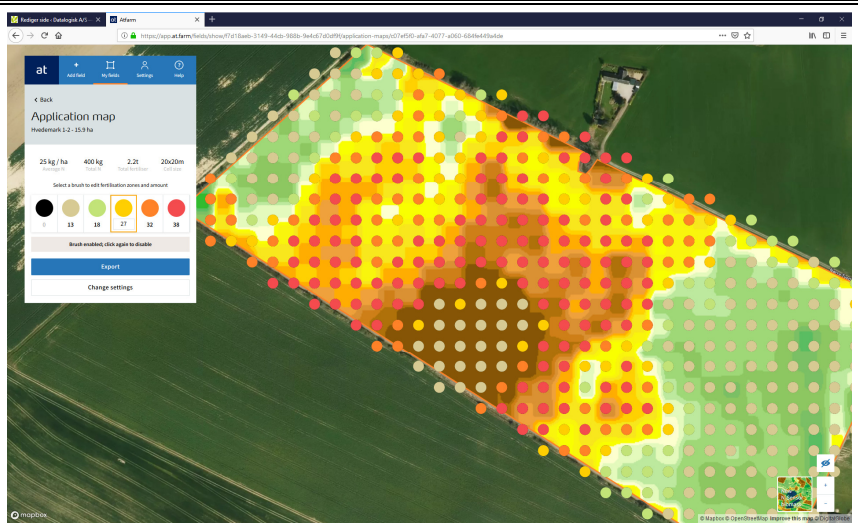 Rediger side - Datalogisk A/S -
Atfarm
https://app.at.farm/fields/show/f7d18aeb-3149-44cb-988b-9e4c67d0df9f/application-maps/c07ef5f0-afa7-4077-a060-684fe449a4de
at
Add field
My fields
Settings
Help
Back
Application map
Hvedemark 1-2 - 15.9 ha
25 kg / ha
400 kg
2.2t
20x20m
Average N
Total N
Total fertilizer
Cell size
Select a brush to edit fertilisation zones and amount
0
13
18
27
32
38
Brush enabled, click again to disable
Export
Change settings
mapbox
© Mapbox © OpenStreetMap Improve this map © DigitalGlobe